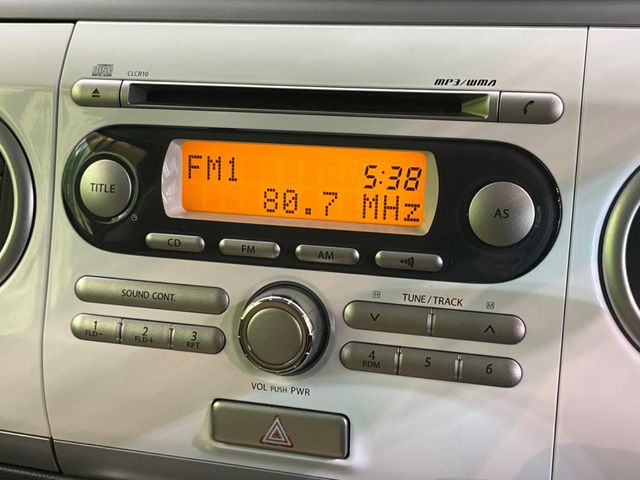 CLCR10
MP3/WMA
FM1
5:38
80.7 MHz
TITLE
AS
CD
FM
AM
SOUND CONT.
TUNE/TRACK
H
M
1
FLD−
2
FLD+
3
RPT
4
RDM
5
6
VOL PUSH PWR